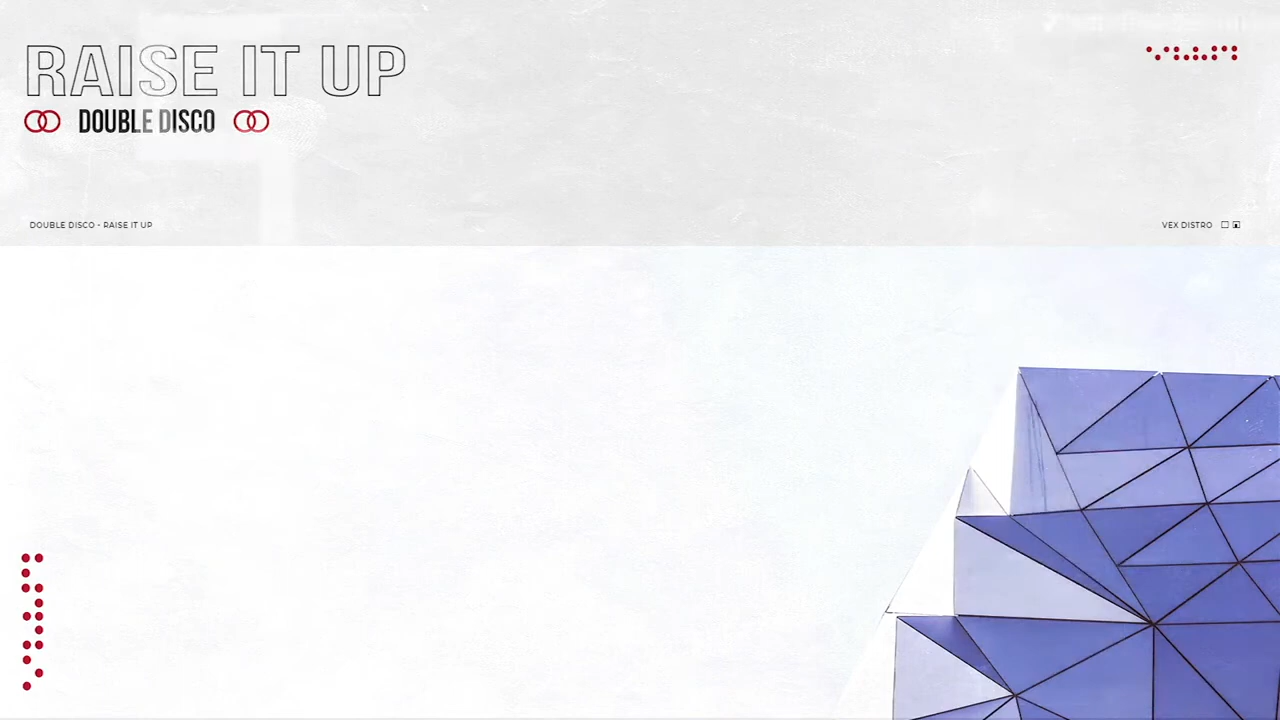 RAISE IT UP
DOUBLE DISCO
DOUBLE DISCO - RAISE IT UP
VEX DISTRO